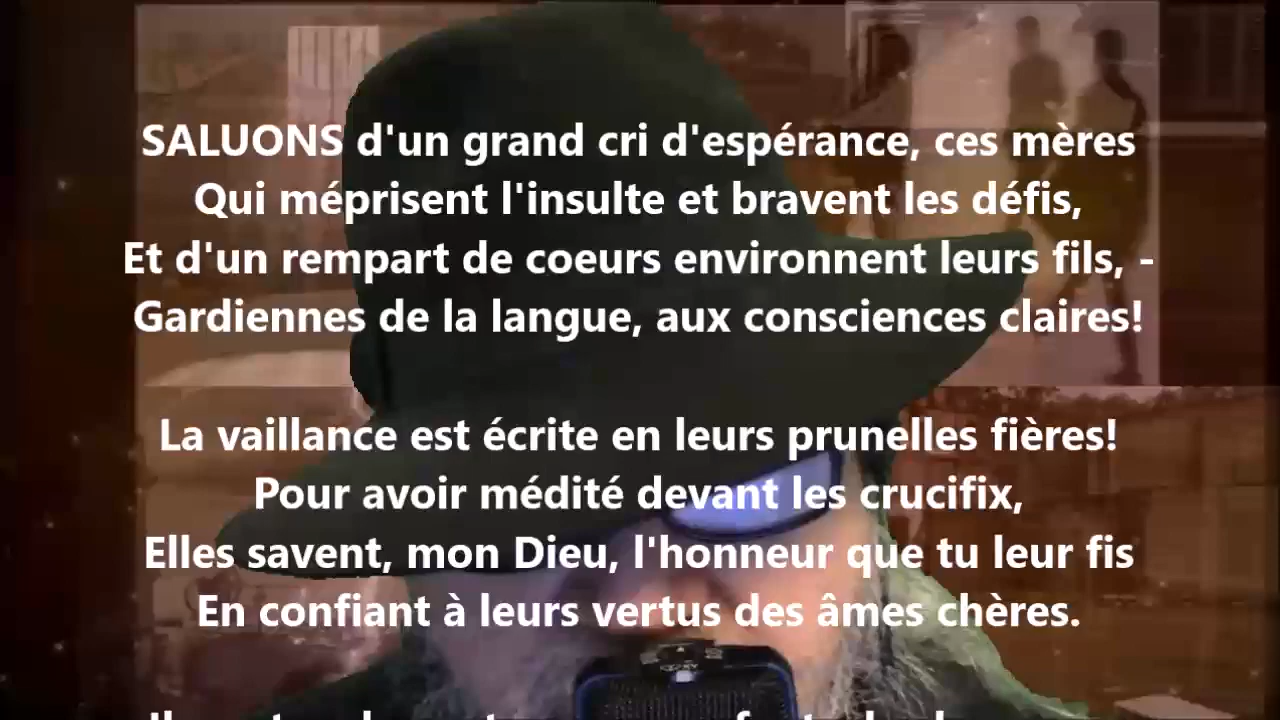 SALUONS d'un grand cri d'espérance, ces mères
Qui méprisent l'insulte et bravent les défis,
Et d'un rempart de coeurs environnent leurs fils, -
Gardiennes de la langue, aux consciences claires!
La vaillance est écrite en leurs prunelles fières!
Pour avoir médité devant les crucifix,
Elles savent, mon Dieu, l'honneur que tu leur fis
En confiant à leurs vertus des âmes chères.